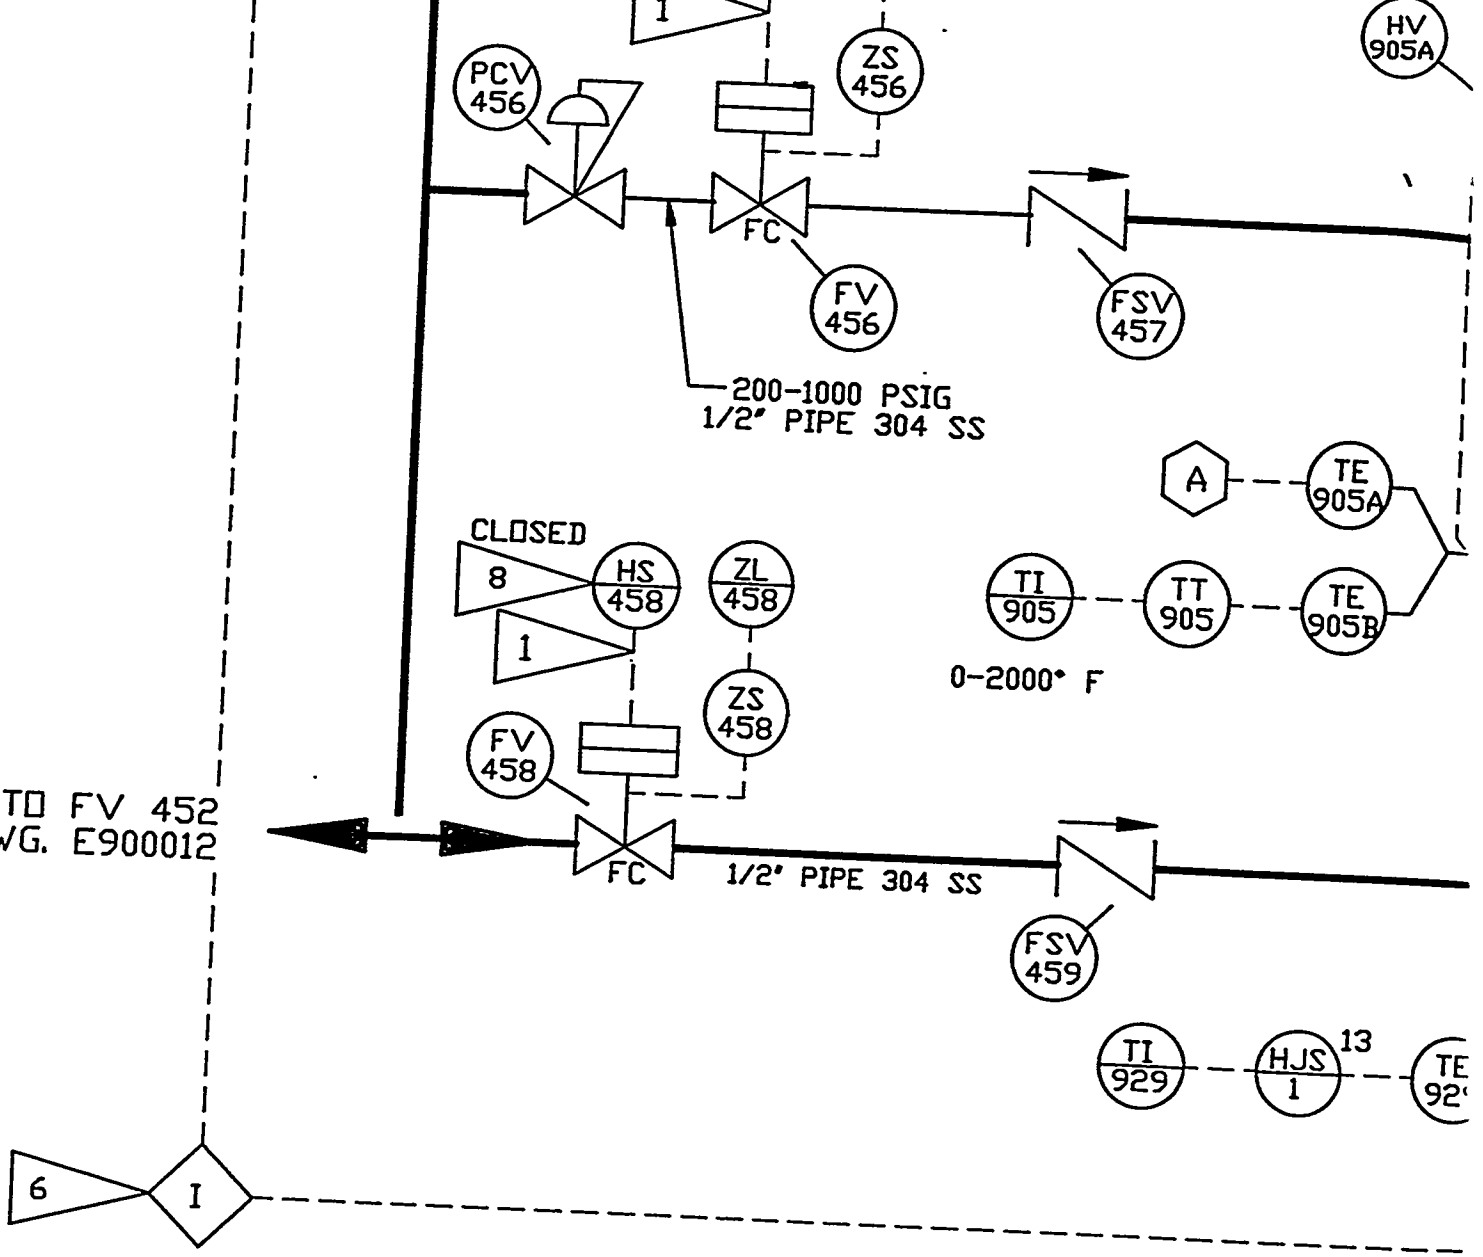 1
HV
905A
ZS
456
PCV
456
FC
FV
456
FSV
457
200-1000 PSIG
1/2" PIPE 304 SS
A
TE
905A
CLOSED
8
HS
458
ZL
458
TI
905
TT
905
TE
905B
1
0-2000° F
ZS
458
FV
458
TO FV 452
E900012
FC
1/2" PIPE 304 SS
FSV
459
TI
929
HJS
1
13
TE
6
I